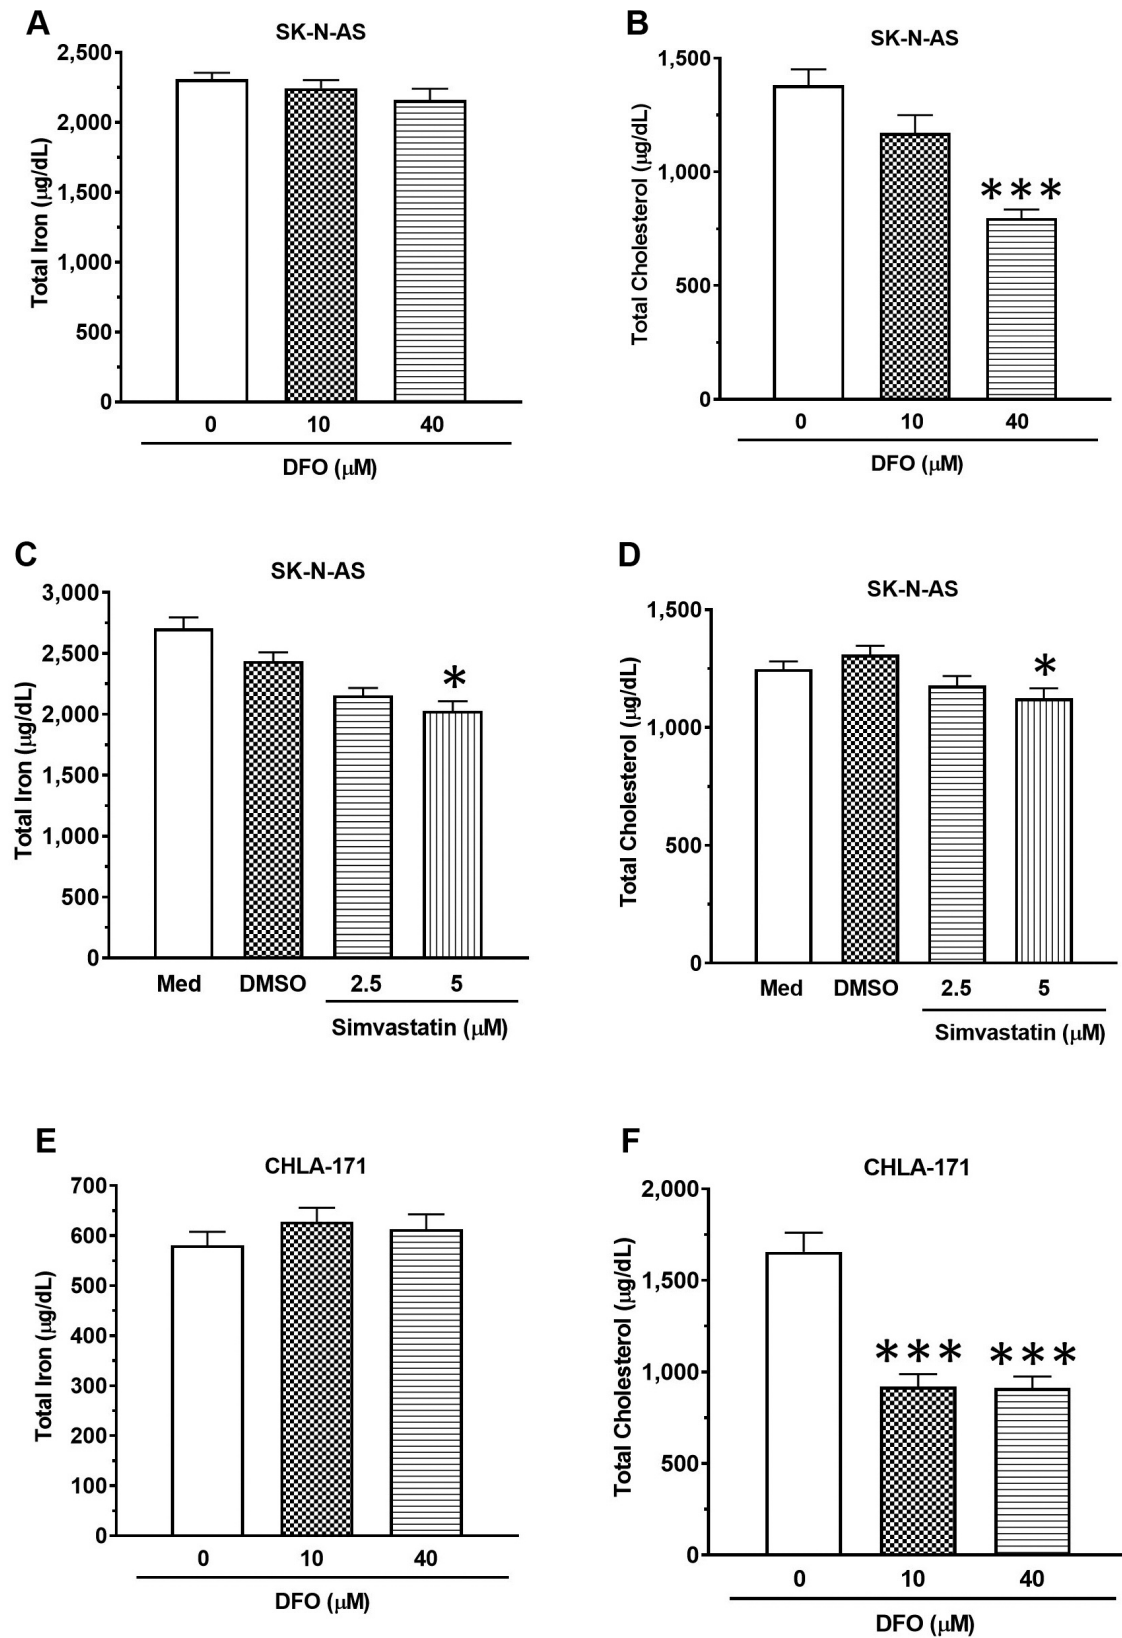 A
SK-N-AS
Total Iron (μg/dL)
2,500
2,000
1,500
1,000
500
0
0 10 40
DFO (μM)
B
SK-N-AS
Total Cholesterol (μg/dL)
1,500
1,000
500
0
***
0 10 40
DFO (μM)
C
SK-N-AS
Total Iron (μg/dL)
3,000
2,500
2,000
1,500
1,000
500
0
*
Med DMSO 2.5 5
Simvastatin (μM)
D
SK-N-AS
Total Cholesterol (μg/dL)
1,500
1,000
500
0
*
Med DMSO 2.5 5
Simvastatin (μM)
E
CHLA-171
Total Iron (μg/dL)
700
600
500
400
300
200
100
0
0 10 40
DFO (μM)
F
CHLA-171
Total Cholesterol (μg/dL)
2,000
1,500
1,000
500
0
*** ***
0 10 40
DFO (μM)